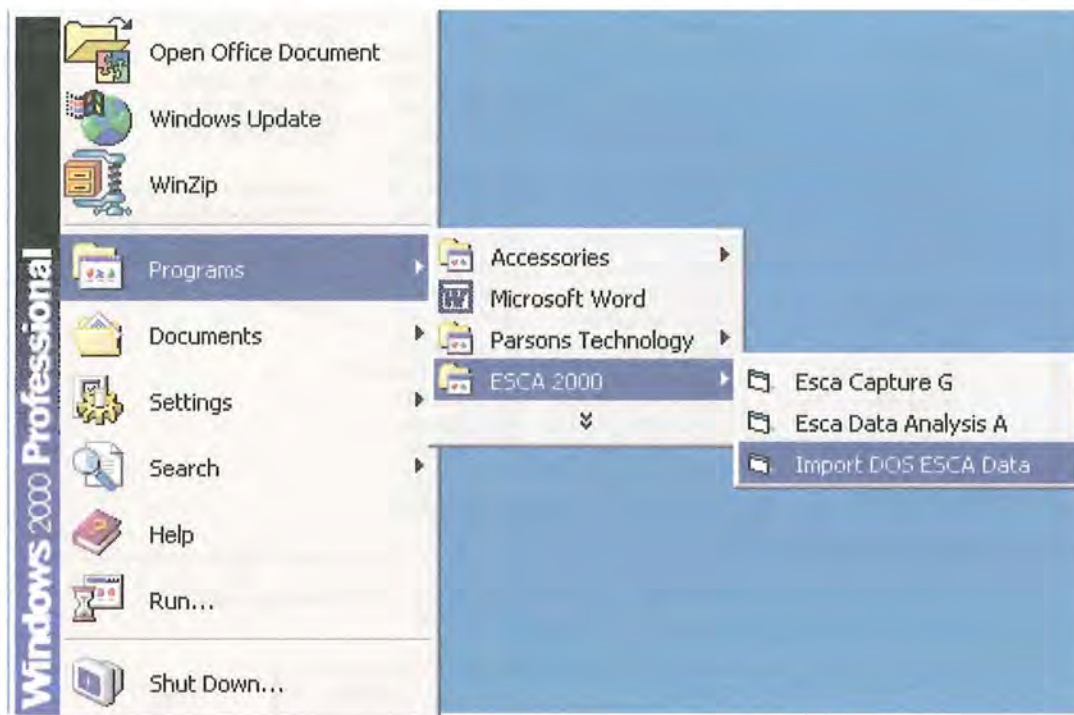 Windows 2000 Professional
Open Office Document
Windows Update
WinZip
Programs
Documents
Settings
Search
Help
Run...
Shut Down...
Accessories
Microsoft Word
Parsons Technology
ESCA 2000
Esca Capture G
Esca Data Analysis A
Import DOS ESCA Data